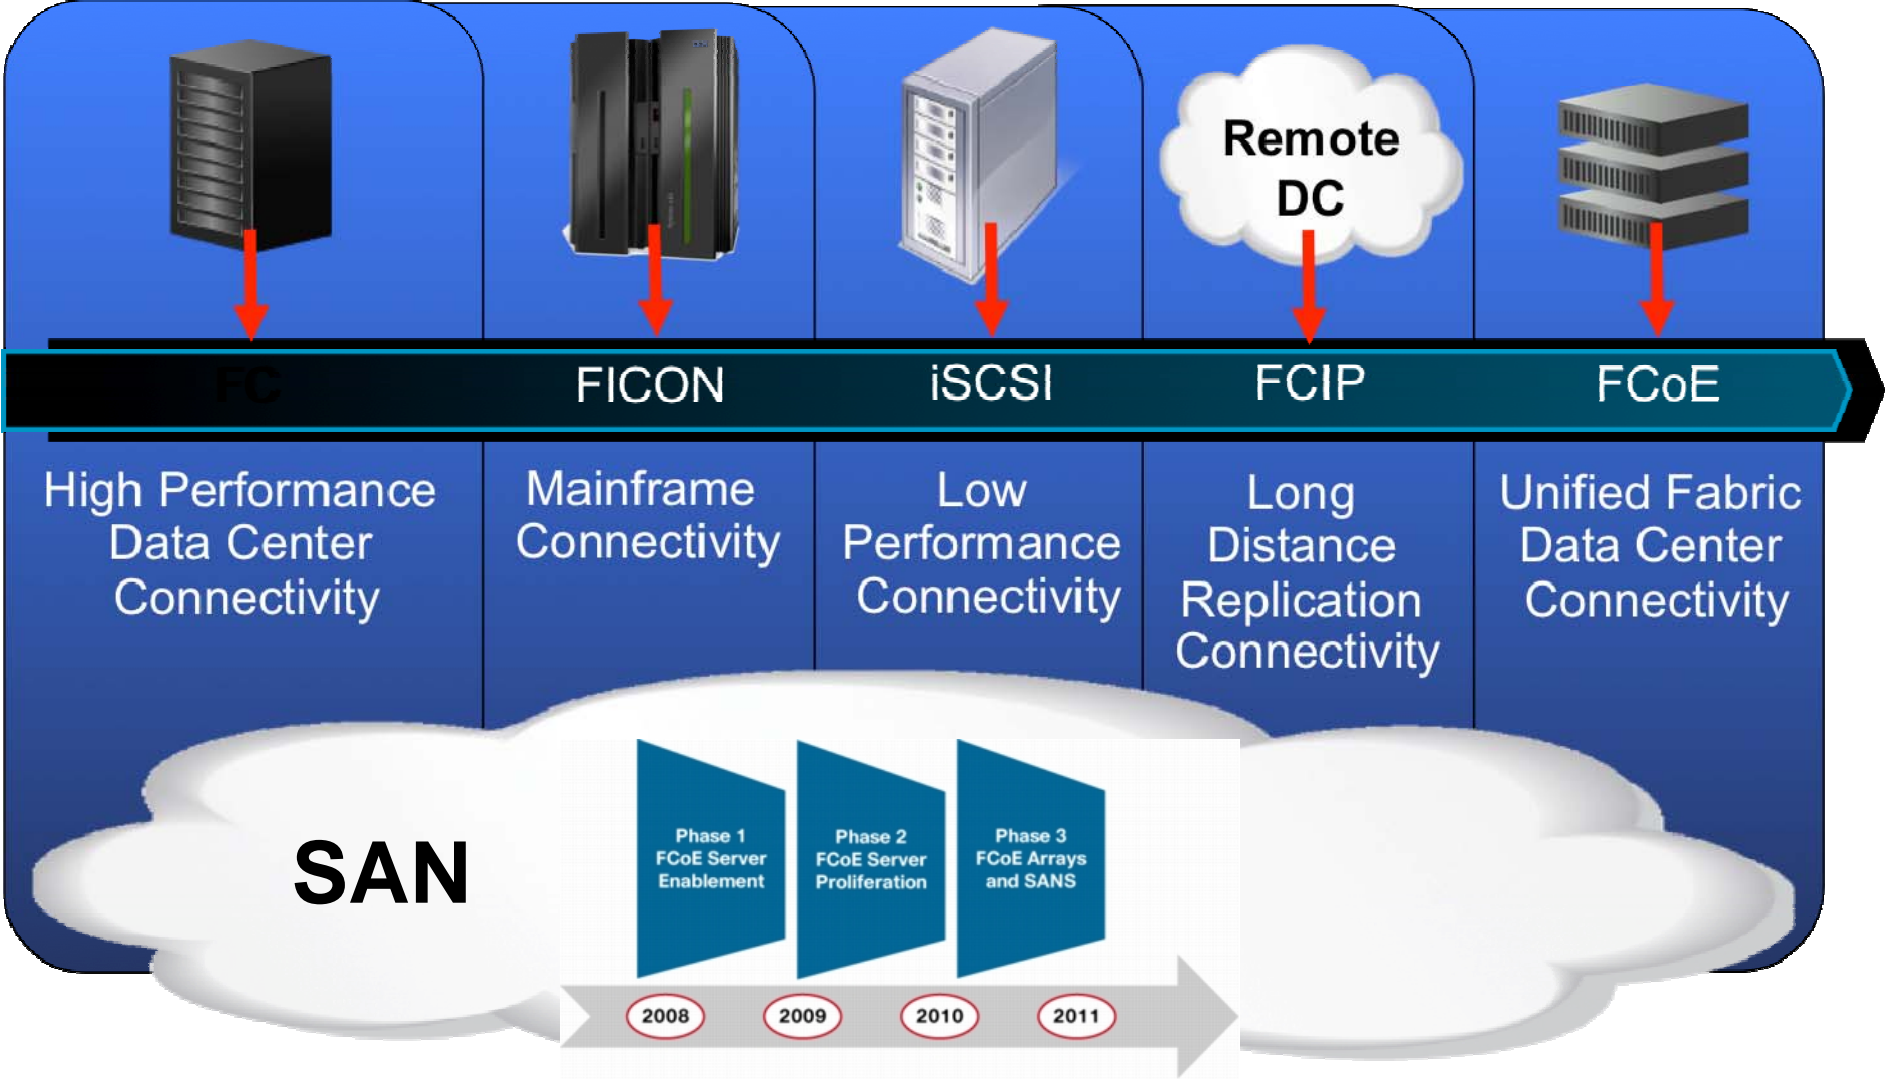 Remote
DC
FC
FICON
iSCSI
FCIP
FCoE
High Performance
Data Center
Connectivity
Mainframe
Connectivity
Low
Performance
Connectivity
Long
Distance
Replication
Connectivity
Unified Fabric
Data Center
Connectivity
SAN
Phase 1
FCoE Server
Enablement
Phase 2
FCoE Server
Proliferation
Phase 3
FCoE Arrays
and SANS
2008
2009
2010
2011